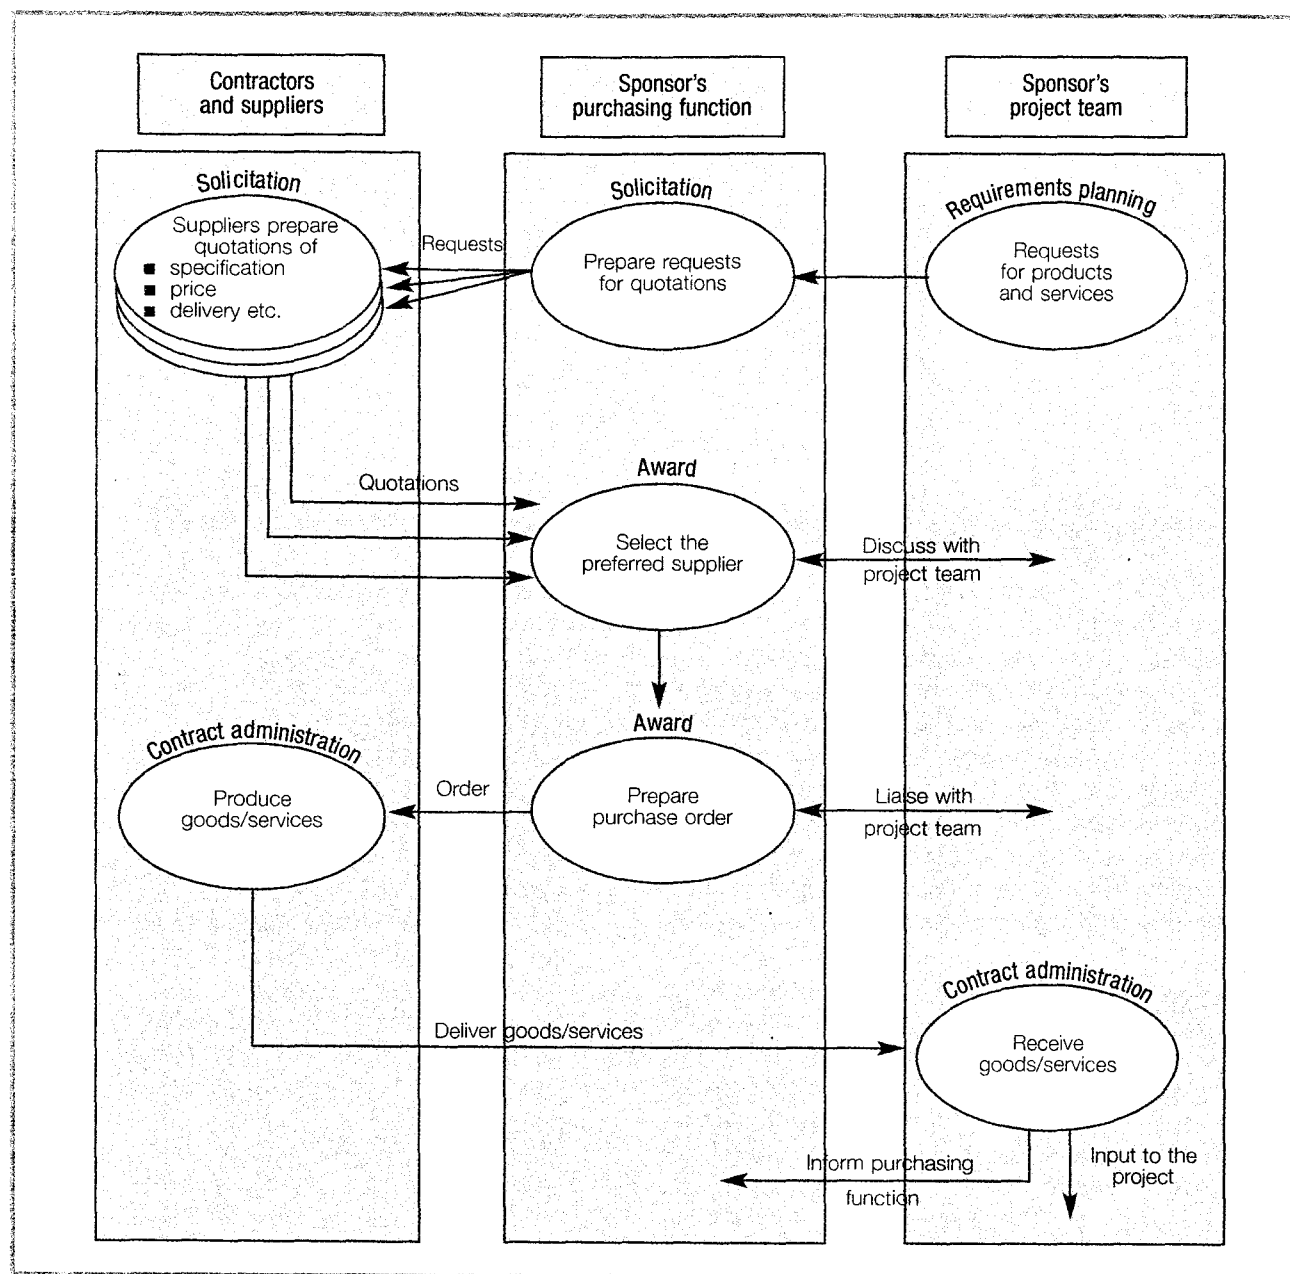 Contractors
and suppliers
Sponsor's
purchasing function
Sponsor's
project team
Solicitation
Suppliers prepare
quotations of
■ specification
■ price
■ delivery etc.
Requests
Solicitation
Prepare requests
for quotations
Requirements planning
Requests
for products
and services
Quotations
Award
Select the
preferred supplier
Discuss with
project team
Contract administration
Produce
goods/services
Order
Award
Prepare
purchase order
Liaise with
project team
Deliver goods/services
Contract administration
Receive
goods/services
Inform purchasing
function
Input to the
project